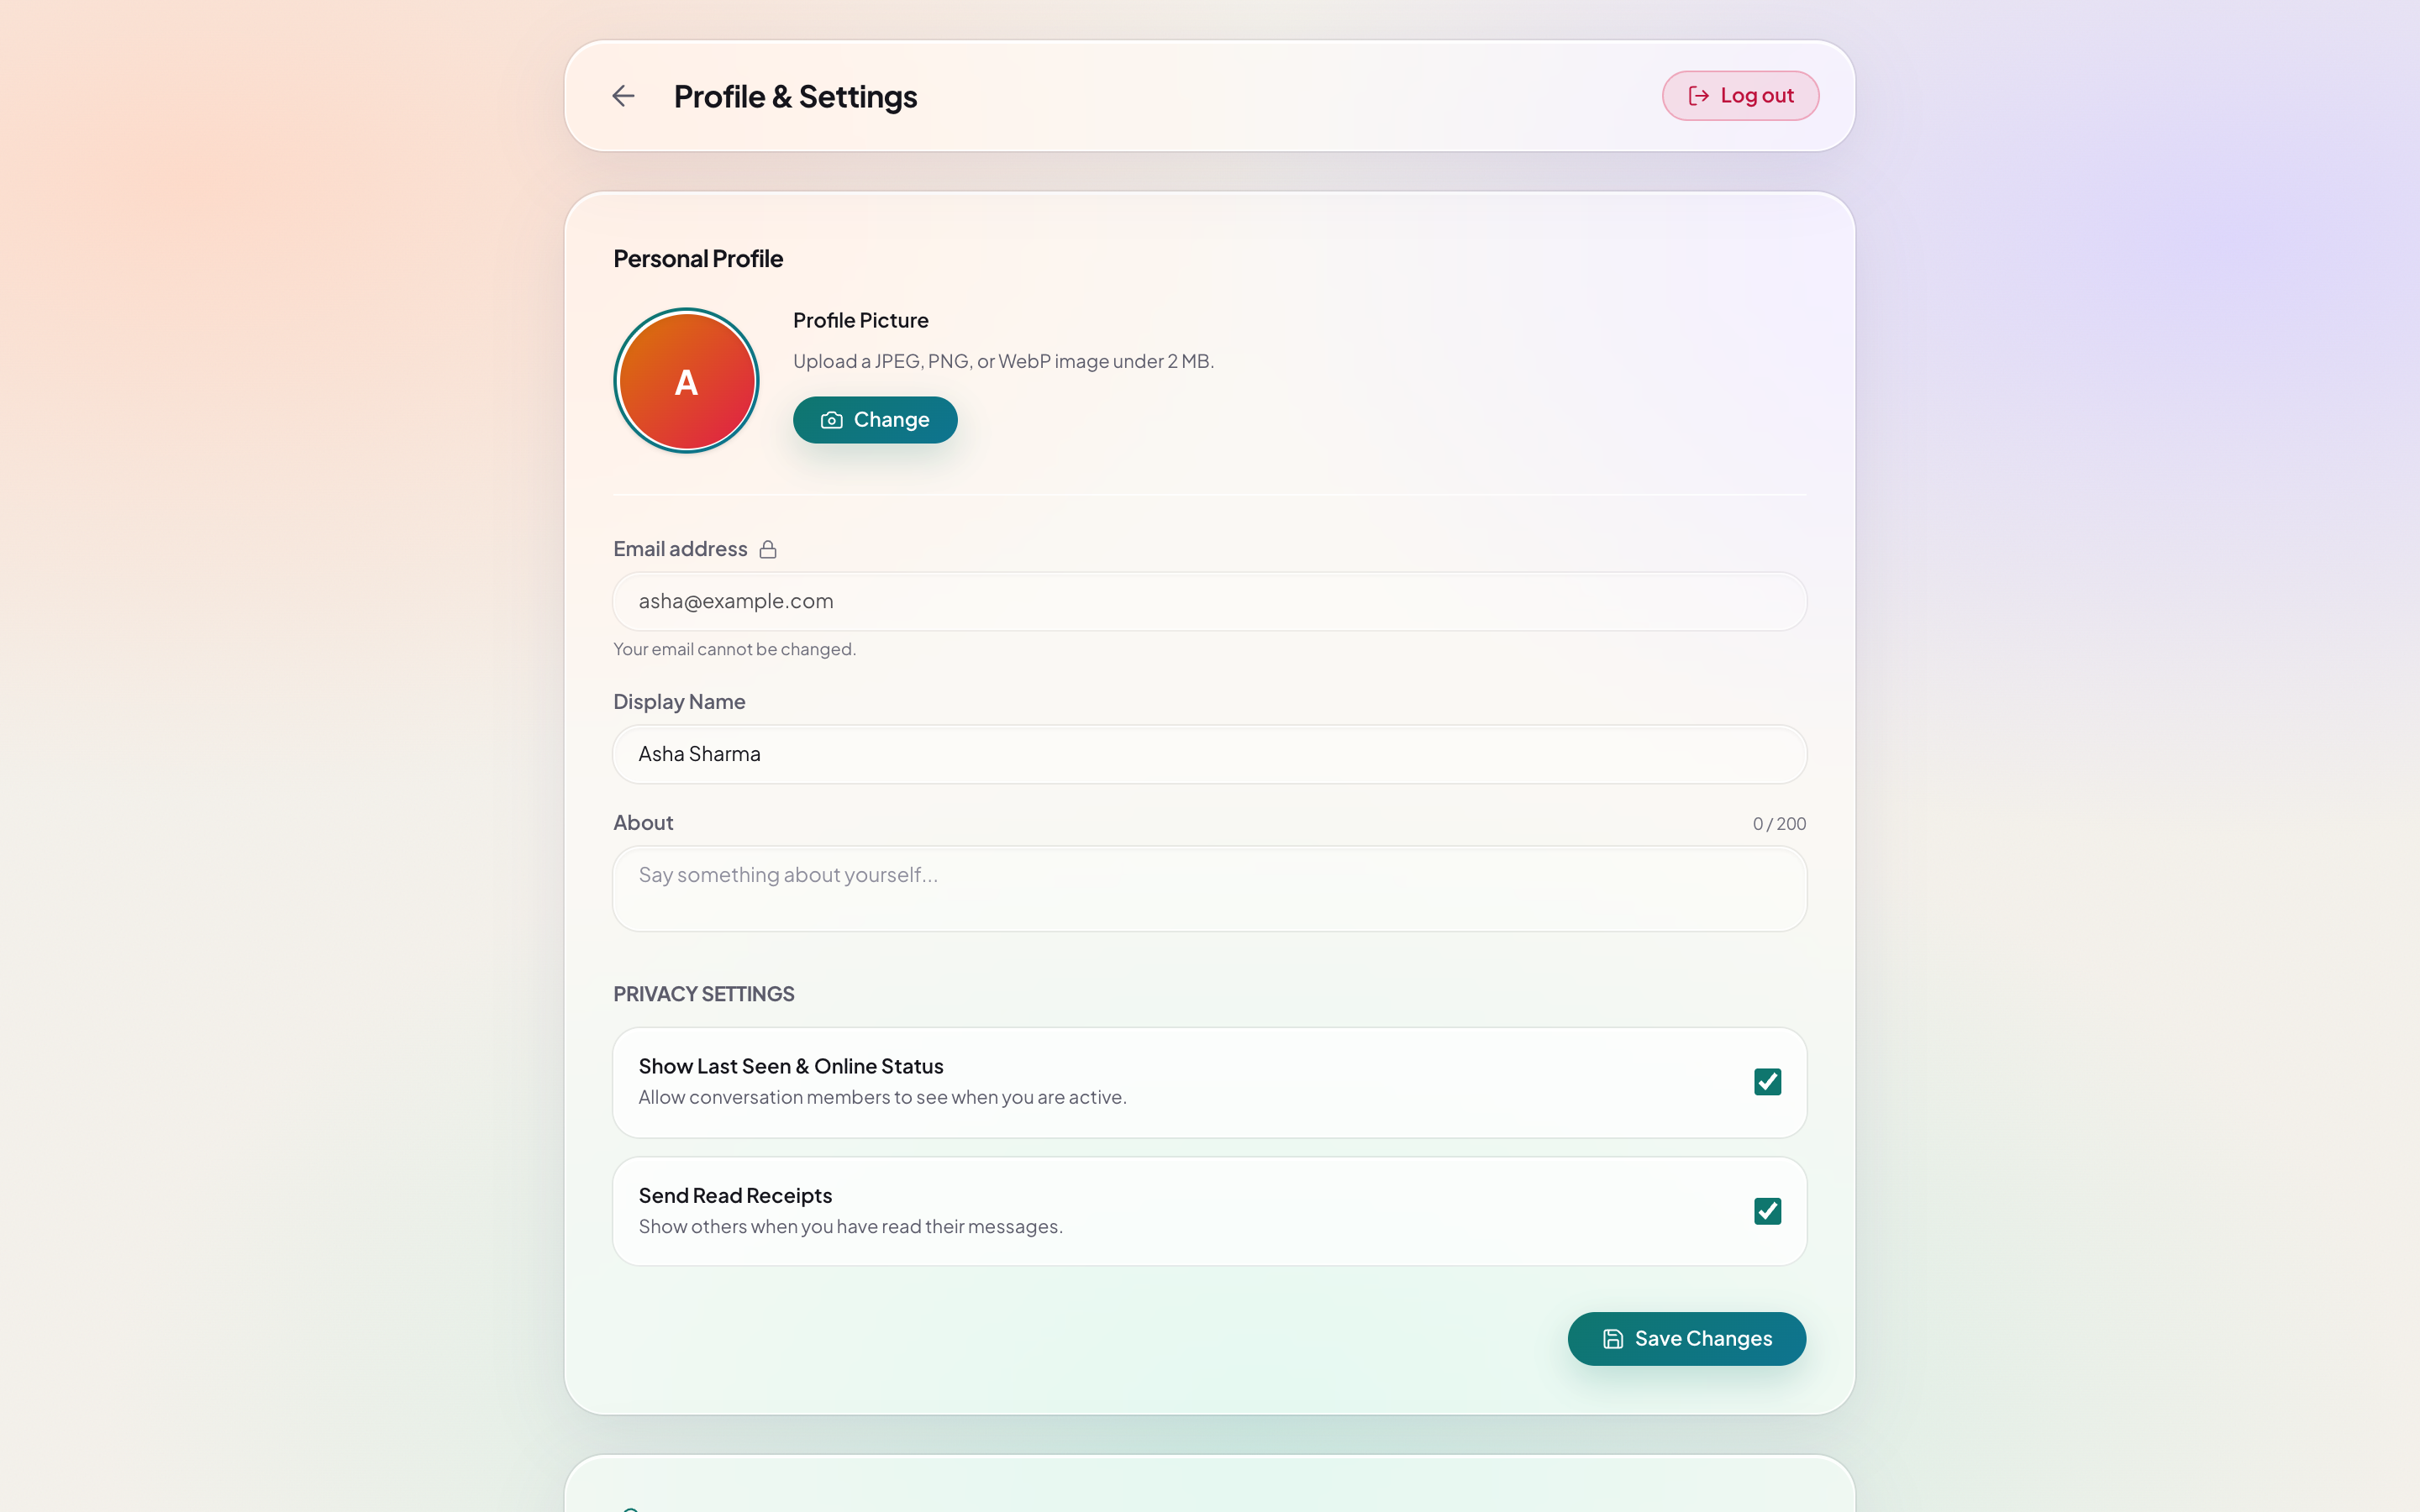 Profile & Settings
Log out
Personal Profile
A
Profile Picture
Upload a JPEG, PNG, or WebP image under 2 MB.
Change
Email address
asha@example.com
Your email cannot be changed.
Display Name
Asha Sharma
About
0 / 200
Say something about yourself...
PRIVACY SETTINGS
Show Last Seen & Online Status
Allow conversation members to see when you are active.
Send Read Receipts
Show others when you have read their messages.
Save Changes